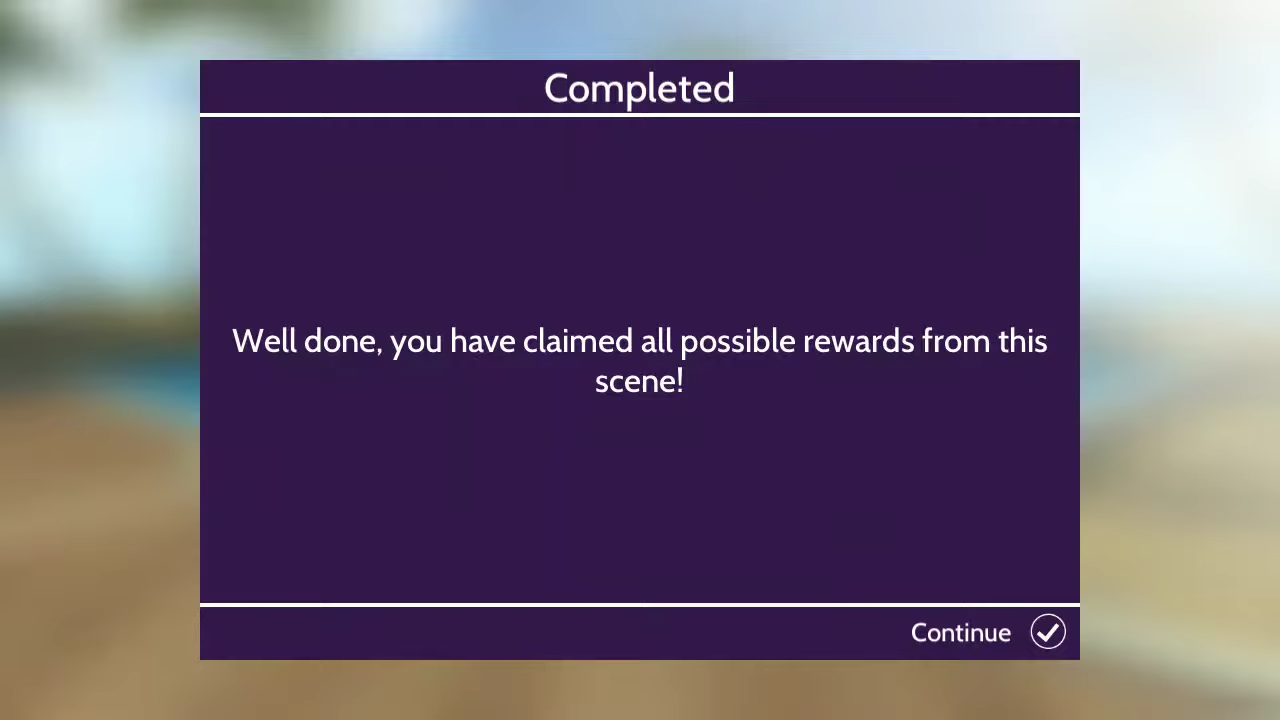 Completed
Well done, you have claimed all possible rewards from this
scene!
Continue